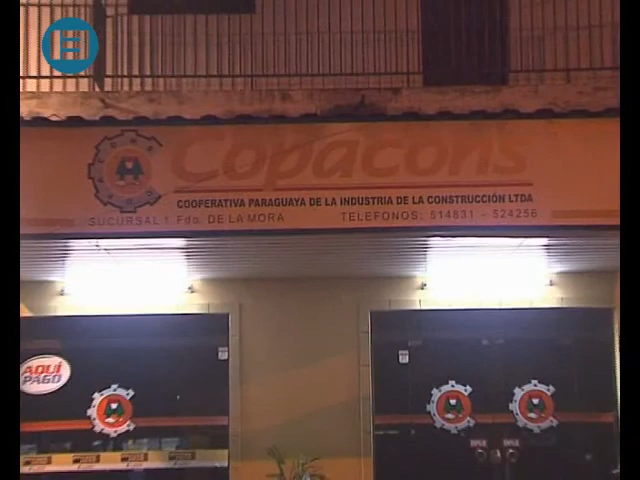 Copacons
COOPERATIVA PARAGUAYA DE LA INDUSTRIA DE LA CONSTRUCCIÓN LTDA
SUCURSAL 1 Fdo. DE LA MORA TELEFONOS: 514831 - 524256
AQUÍ
PAGO